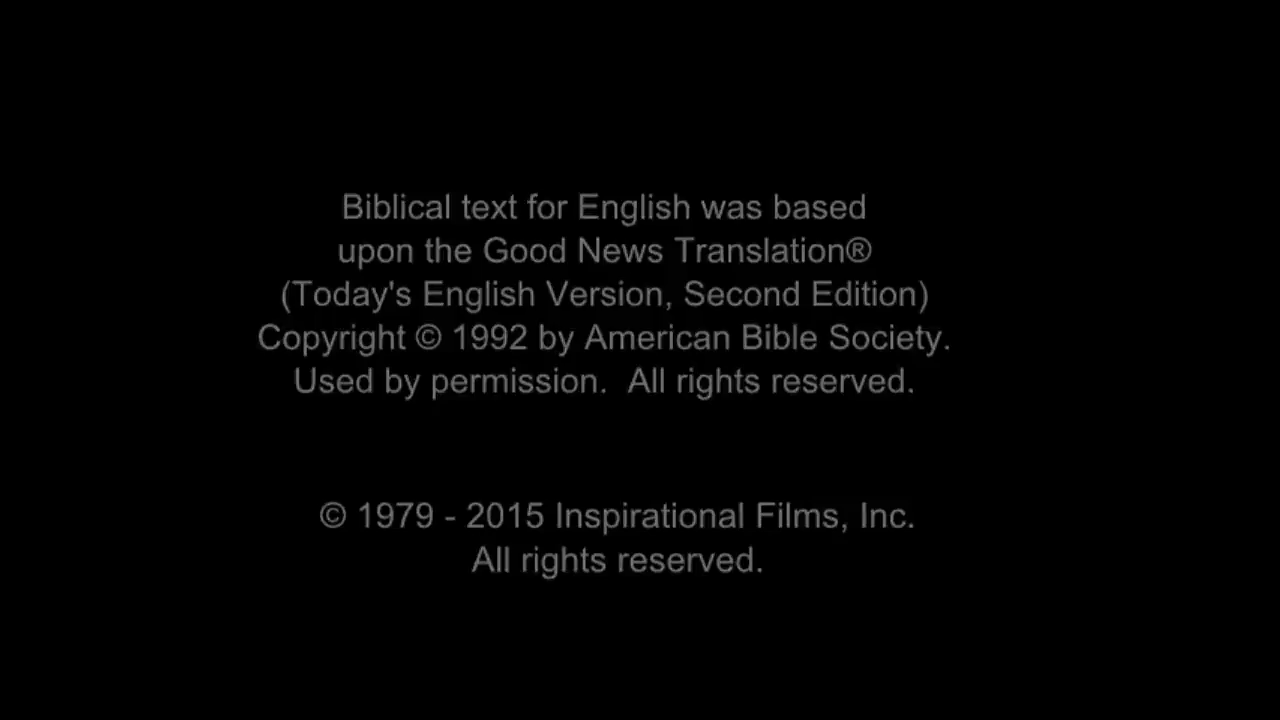 Biblical text for English was based
upon the Good News Translation®
(Today's English Version, Second Edition)
Copyright © 1992 by American Bible Society.
Used by permission.  All rights reserved.
© 1979 - 2015 Inspirational Films, Inc.
All rights reserved.